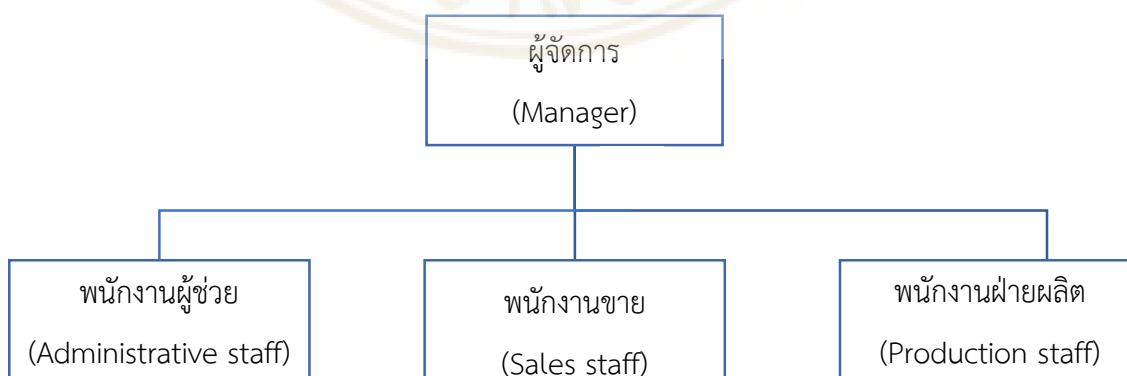 ผู้จัดการ
(Manager)
พนักงานผู้ช่วย
(Administrative staff)
พนักงานขาย
(Sales staff)
พนักงานฝ่ายผลิต
(Production staff)